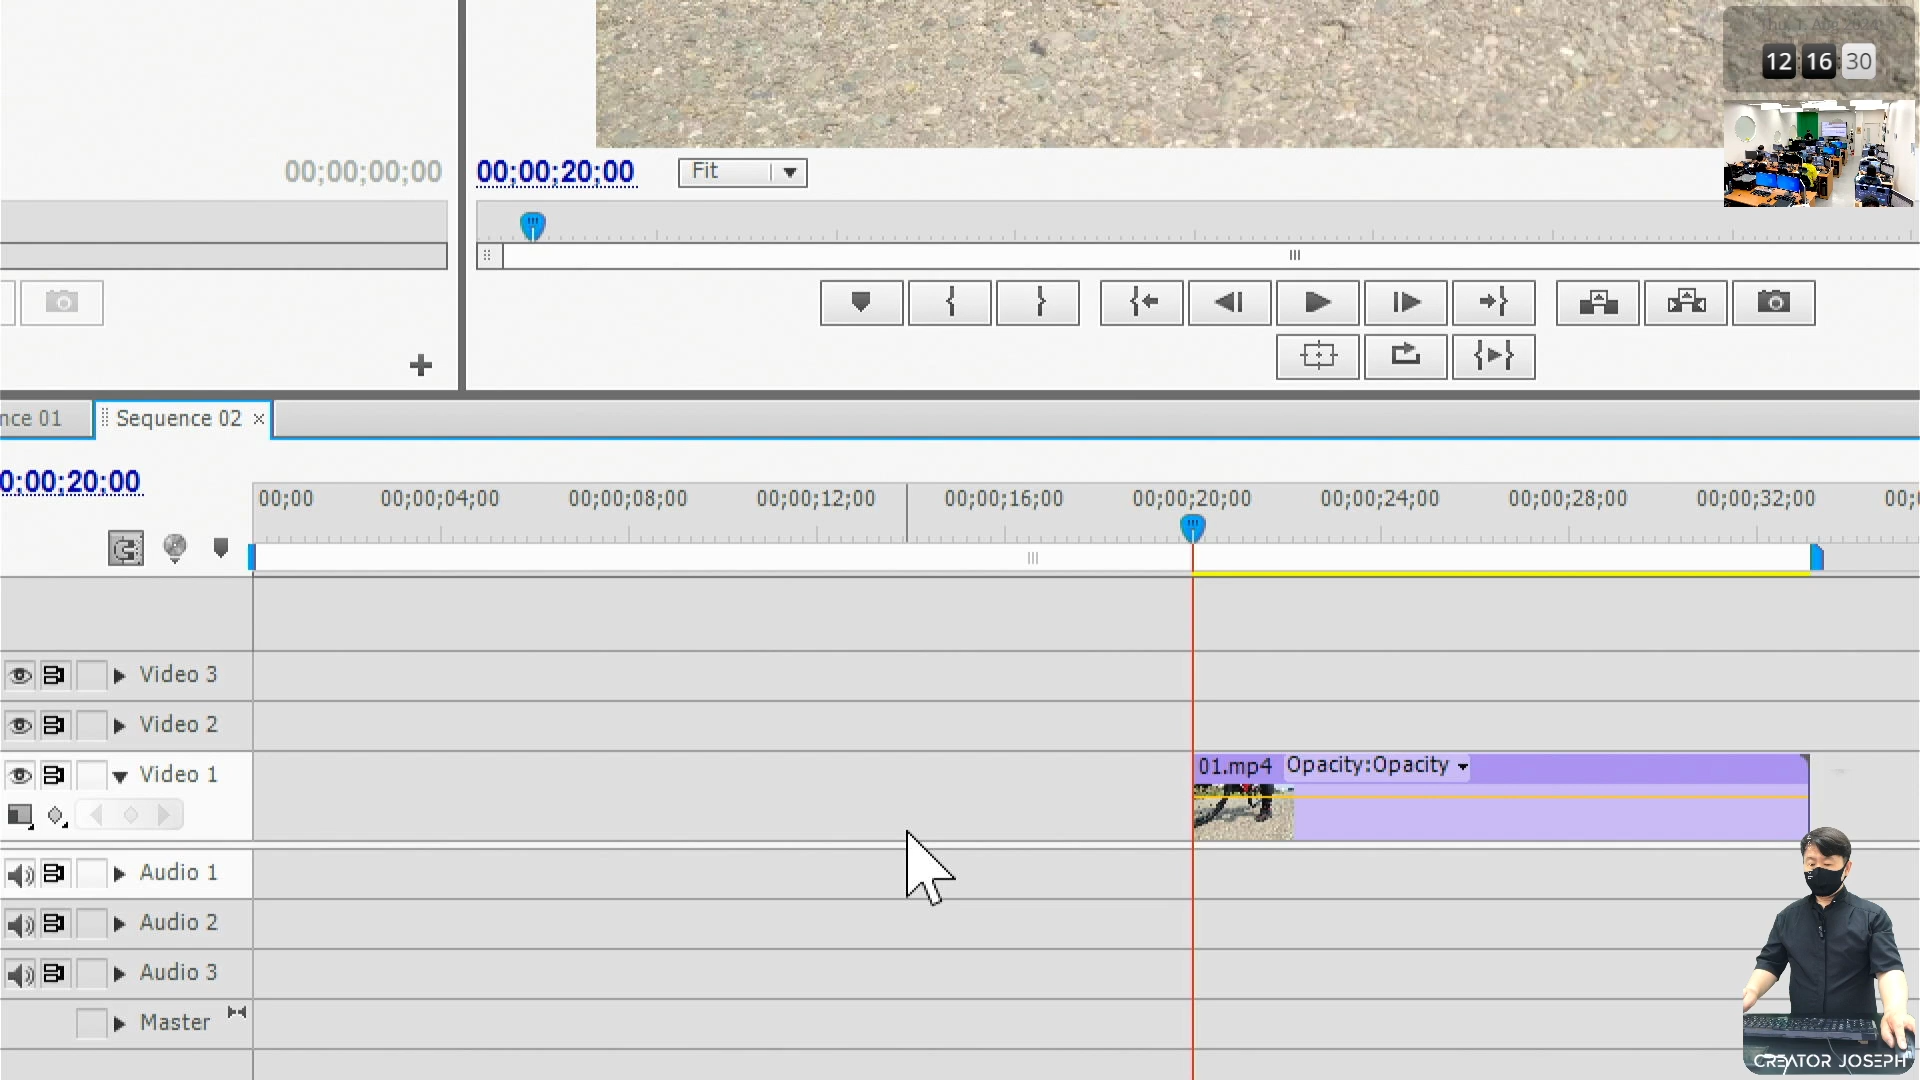 12 16 30
00;00;00;00
00;00;20;00
Fit
nce 01
Sequence 02
0;00;20;00
00;00
00;00;04;00
00;00;08;00
00;00;12;00
00;00;16;00
00;00;20;00
00;00;24;00
00;00;28;00
00;00;32;00
00;
Video 3
Video 2
Video 1
01.mp4 Opacity:Opacity
Audio 1
Audio 2
Audio 3
Master
CREATOR JOSEPH